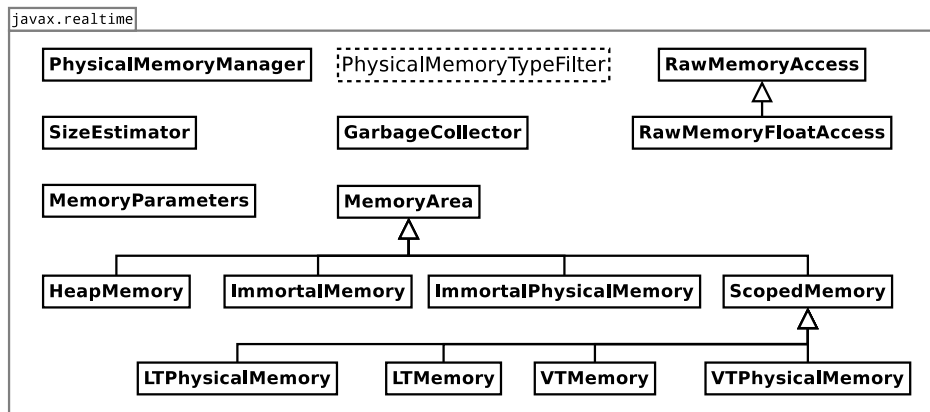 javax.realtime
PhysicalMemoryManager
PhysicalMemoryTypeFilter
RawMemoryAccess
SizeEstimator
GarbageCollector
RawMemoryFloatAccess
MemoryParameters
MemoryArea
HeapMemory
ImmortalMemory
ImmortalPhysicalMemory
ScopedMemory
LTPhysicalMemory
LTMemory
VTMemory
VTPhysicalMemory